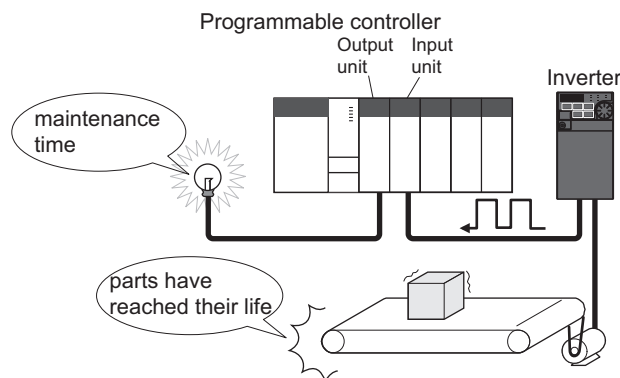 Programmable controller
Output Input
unit unit
Inverter
maintenance
time
parts have
reached their life